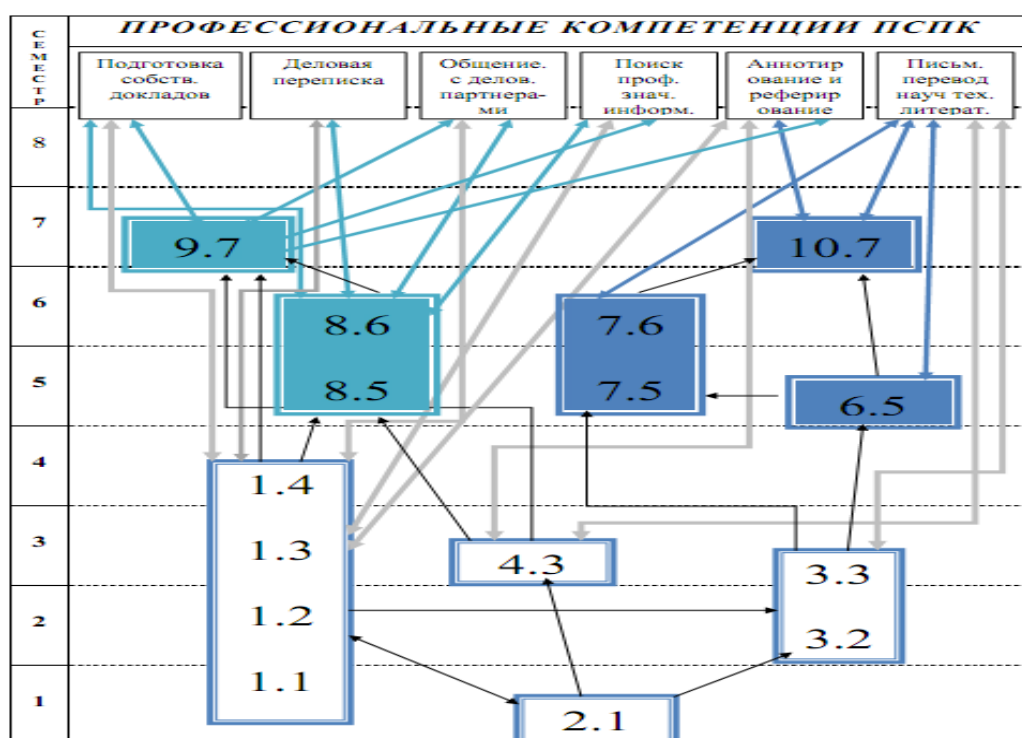 СЕМЕСТР
ПРОФЕССИОНАЛЬНЫЕ КОМПЕТЕНЦИИ ПСПК
Подготовка
собств.
докладов
Деловая
переписка
Общение.
с делов.
партнера-
ми
Поиск
проф.
знач.
информ.
Аннотир
ование и
реферир
ование
Письм.
перевод
науч тех.
литерат.
8
7
9.7
10.7
6
8.6
7.6
5
8.5
7.5
6.5
4
1.4
3
1.3
4.3
3.3
2
1.2
3.2
1.1
1
2.1